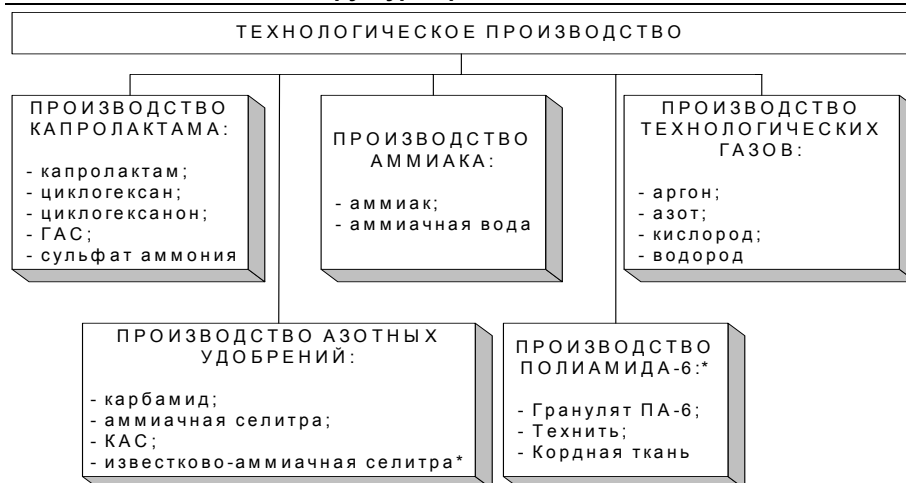 ТЕХНОЛОГИЧЕСКОЕ ПРОИЗВОДСТВО
ПРОИЗВОДСТВО
КАПРОЛАКТАМА:
- капролактам;
- циклогексан;
- циклогексанон;
- ГАС;
- сульфат аммония
ПРОИЗВОДСТВО
АММИАКА:
- аммиак;
- аммиачная вода
ПРОИЗВОДСТВО
ТЕХНОЛОГИЧЕСКИХ
ГАЗОВ:
- аргон;
- азот;
- кислород;
- водород
ПРОИЗВОДСТВО АЗОТНЫХ
УДОБРЕНИЙ:
- карбамид;
- аммиачная селитра;
- КАС;
- известково-аммиачная селитра*
ПРОИЗВОДСТВО
ПОЛИАМИДА-6:*
- Гранулят ПА-6;
- Технить;
- Кордная ткань